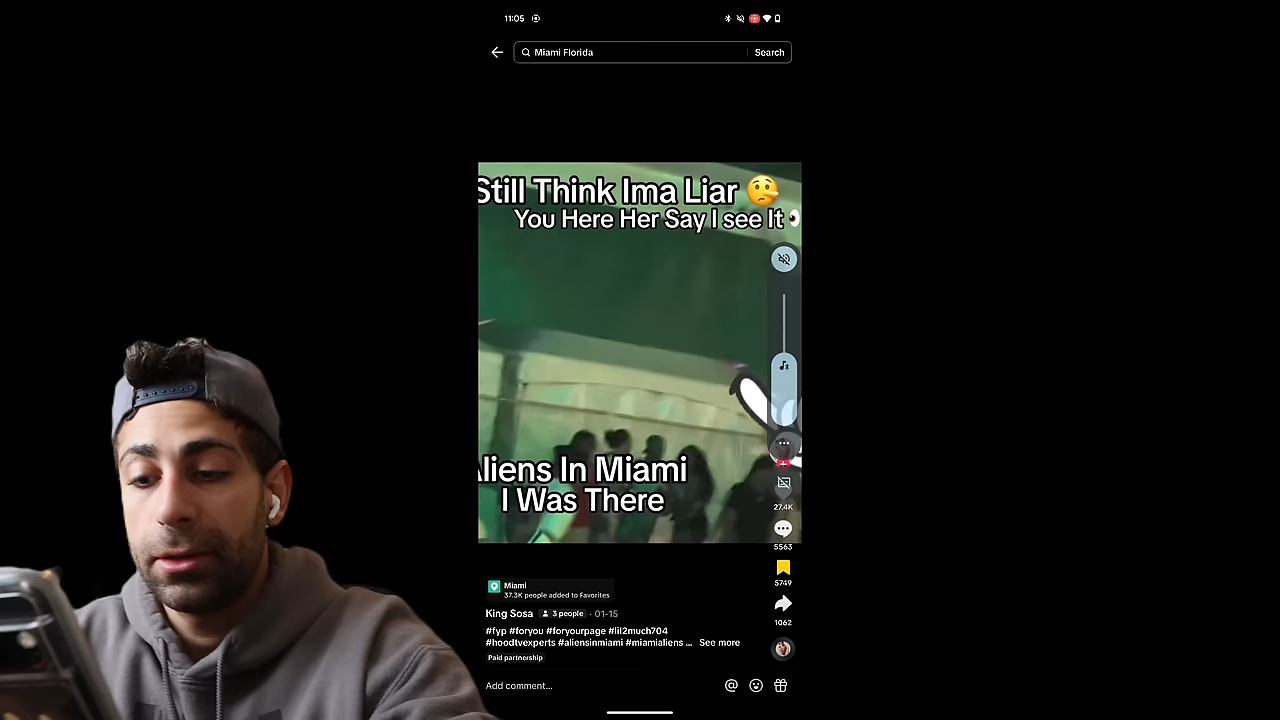 11:05
Miami Florida
Search
Still Think Ima Liar 🤥
You Here Her Say I see It 👀
Aliens In Miami
I Was There
27.4K
5563
5749
1062
Miami
37.3K people added to Favorites
King Sosa 3 people · 01-15
#fyp #foryou #foryourpage #lil2much704
#hoodtvexperts #aliensinmiami #miamialiens ... See more
Paid partnership
Add comment...